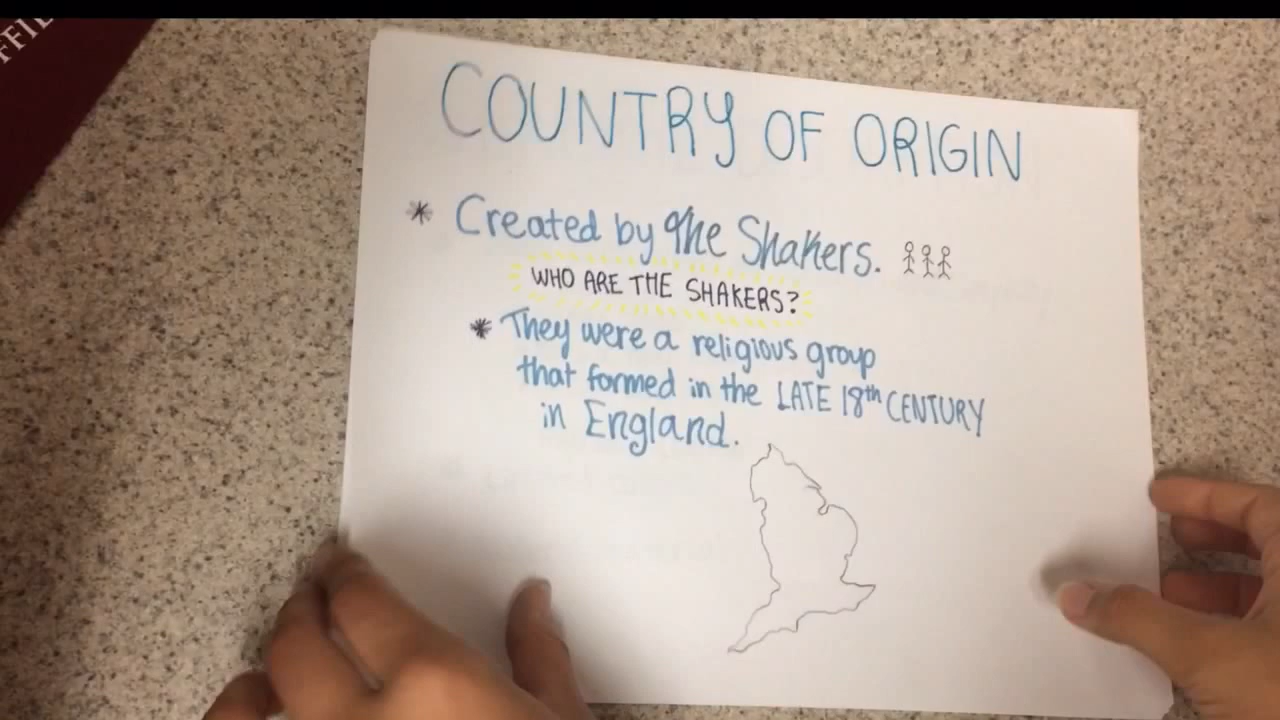 COUNTRY OF ORIGIN
* Created by the Shakers.
WHO ARE THE SHAKERS?
* They were a religious group
that formed in the LATE 18th CENTURY
in England.